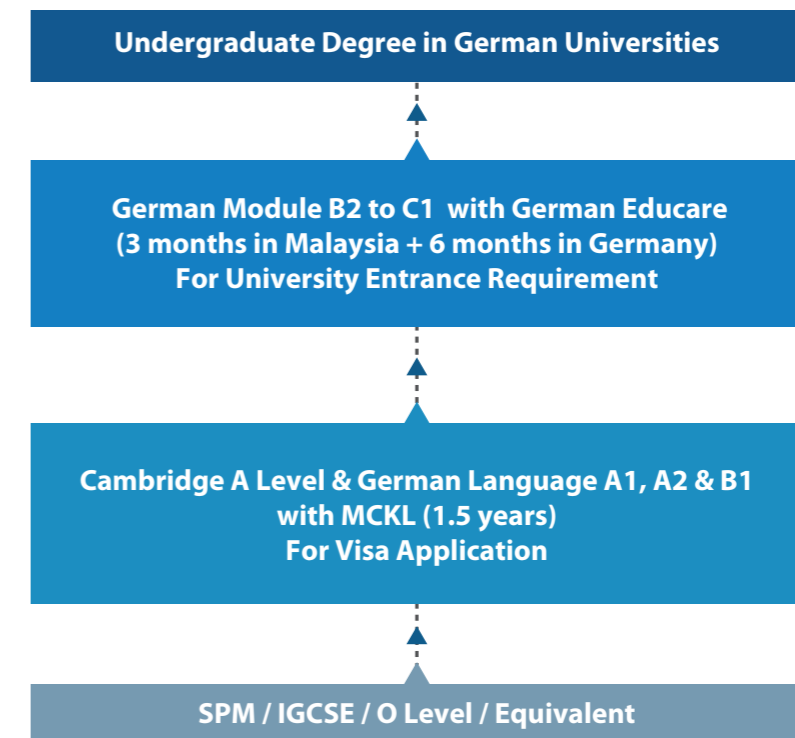 Undergraduate Degree in German Universities
German Module B2 to C1 with German Educare
(3 months in Malaysia + 6 months in Germany)
For University Entrance Requirement
Cambridge A Level & German Language A1, A2 & B1
with MCKL (1.5 years)
For Visa Application
SPM / IGCSE / O Level / Equivalent